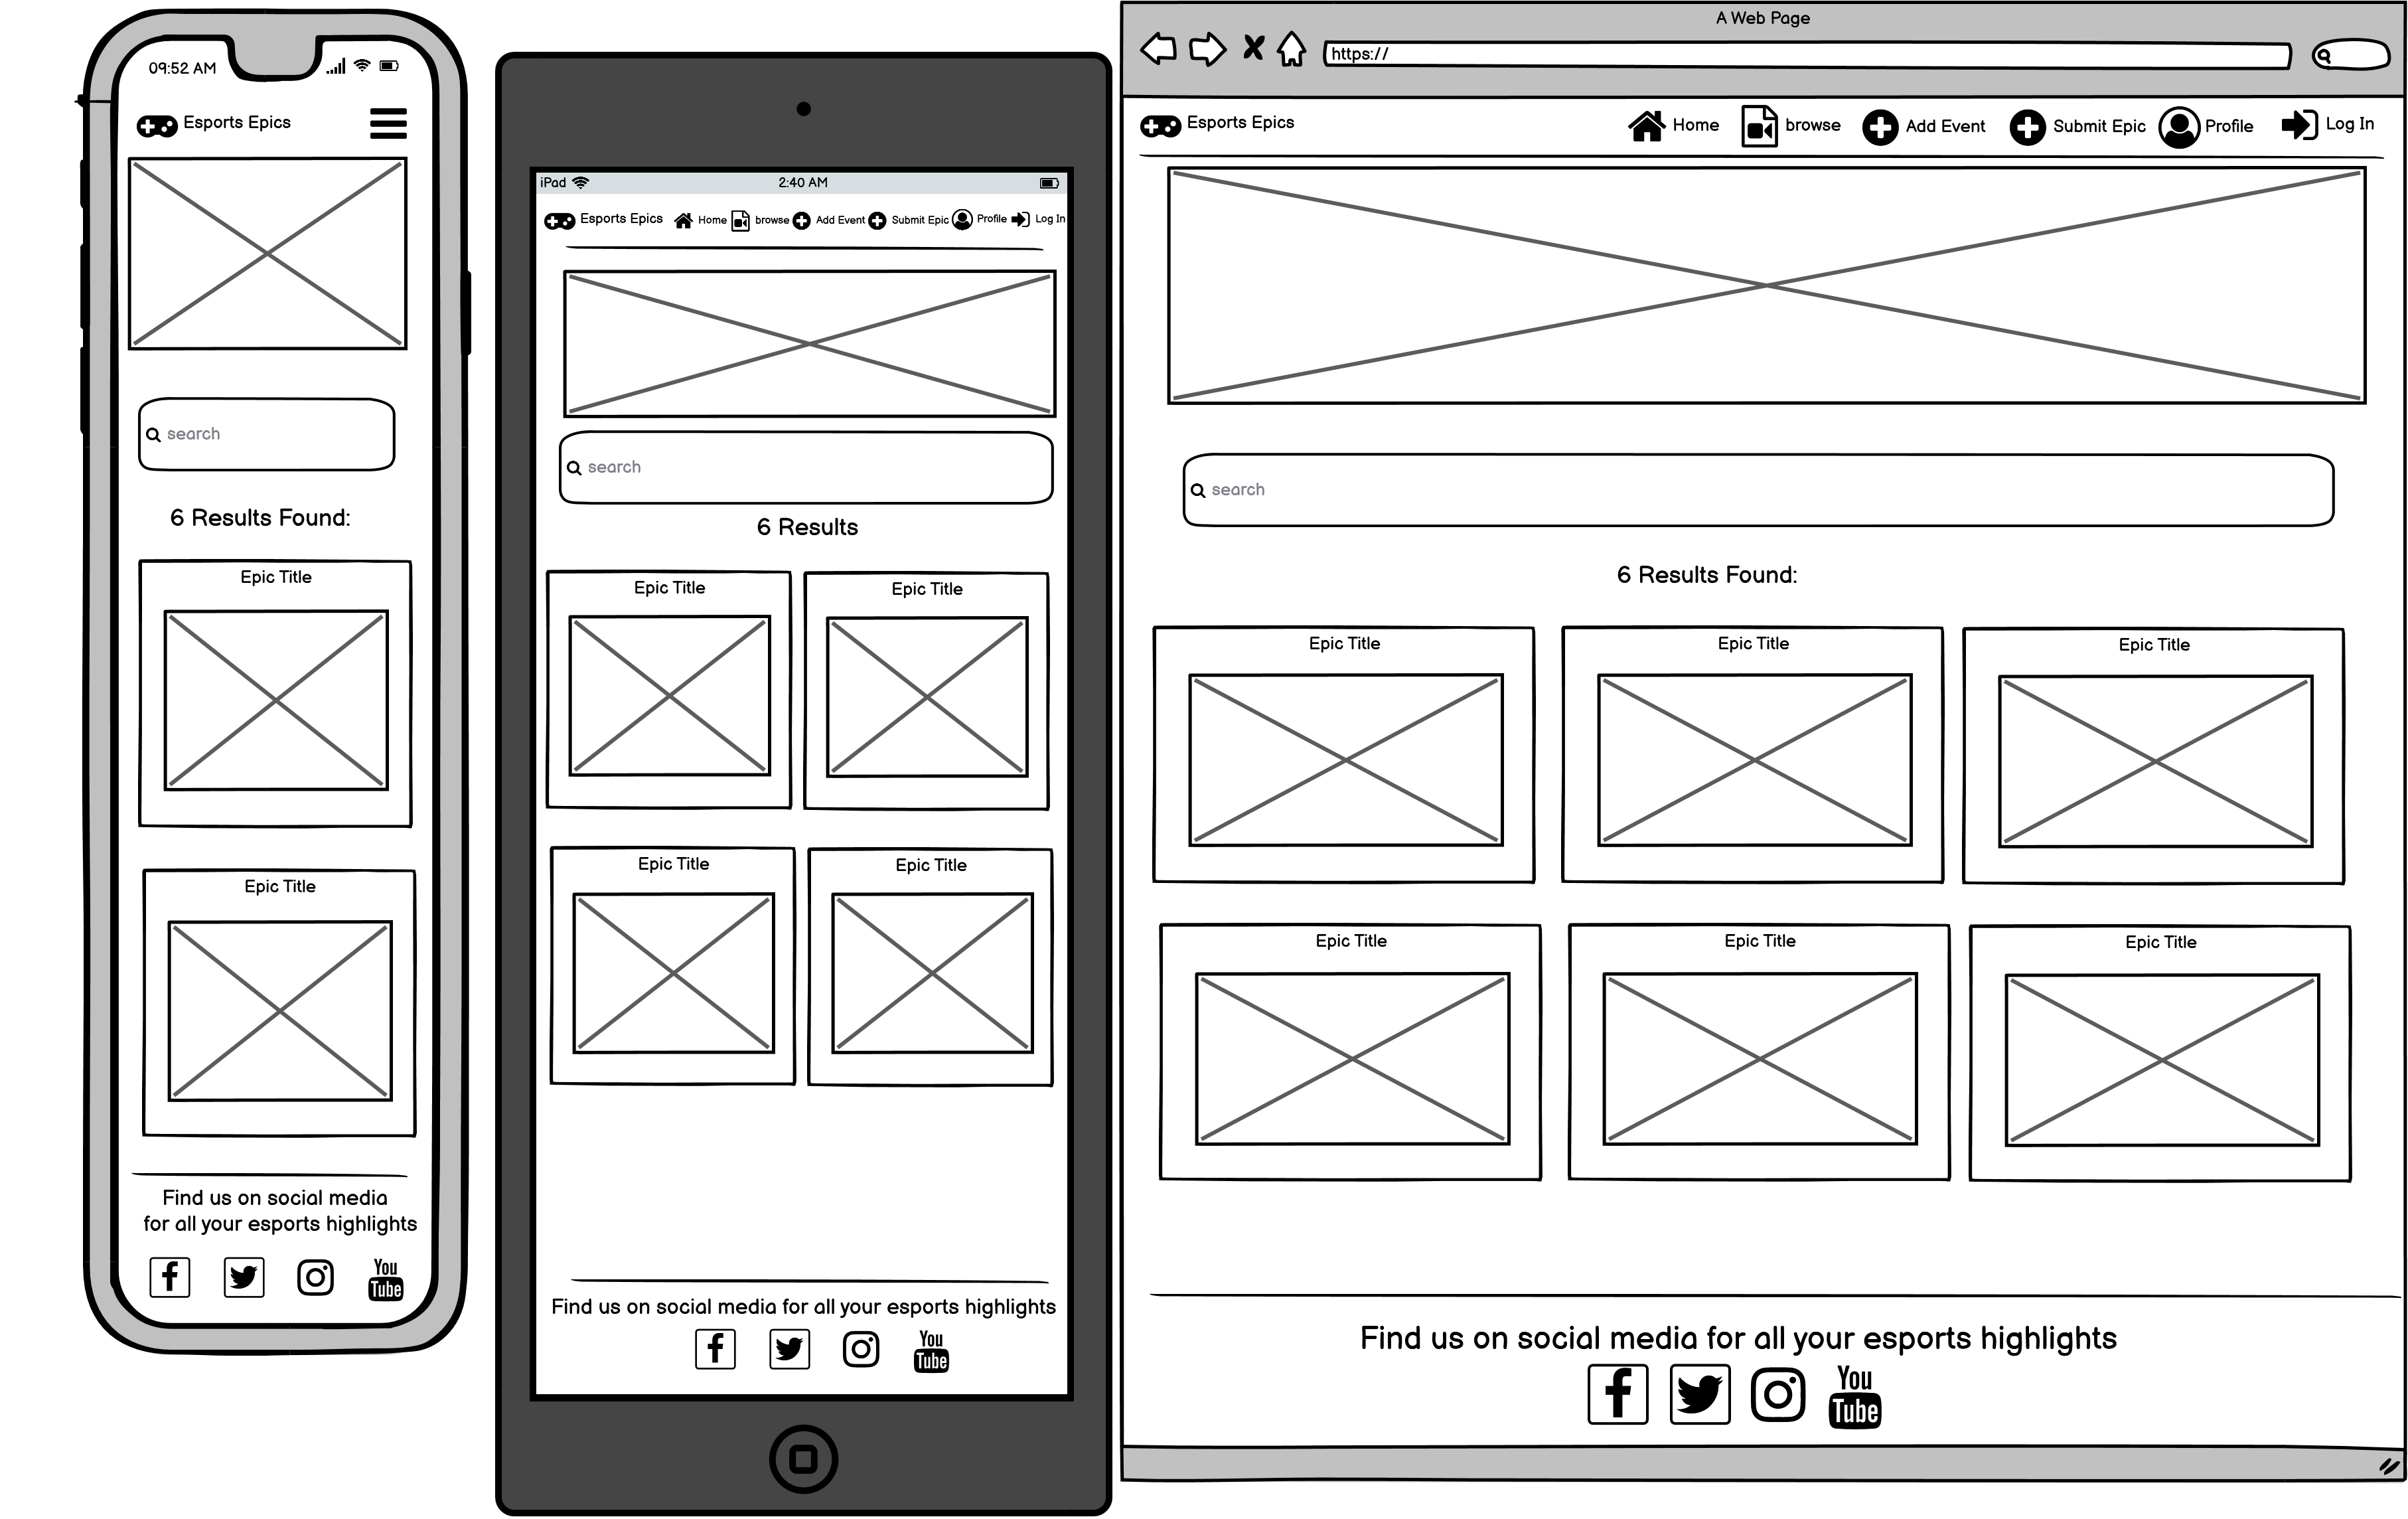 09:52 AM
Esports Epics
search
6 Results Found:
Epic Title
Epic Title
Find us on social media
for all your esports highlights
You
Tube
iPad
2:40 AM
Esports Epics Home browse Add Event Submit Epic Profile Log In
search
6 Results
Epic Title Epic Title
Epic Title Epic Title
Find us on social media for all your esports highlights
You
Tube
A Web Page
https://
Esports Epics Home browse Add Event Submit Epic Profile Log In
search
6 Results Found:
Epic Title Epic Title Epic Title
Epic Title Epic Title Epic Title
Find us on social media for all your esports highlights
You
Tube